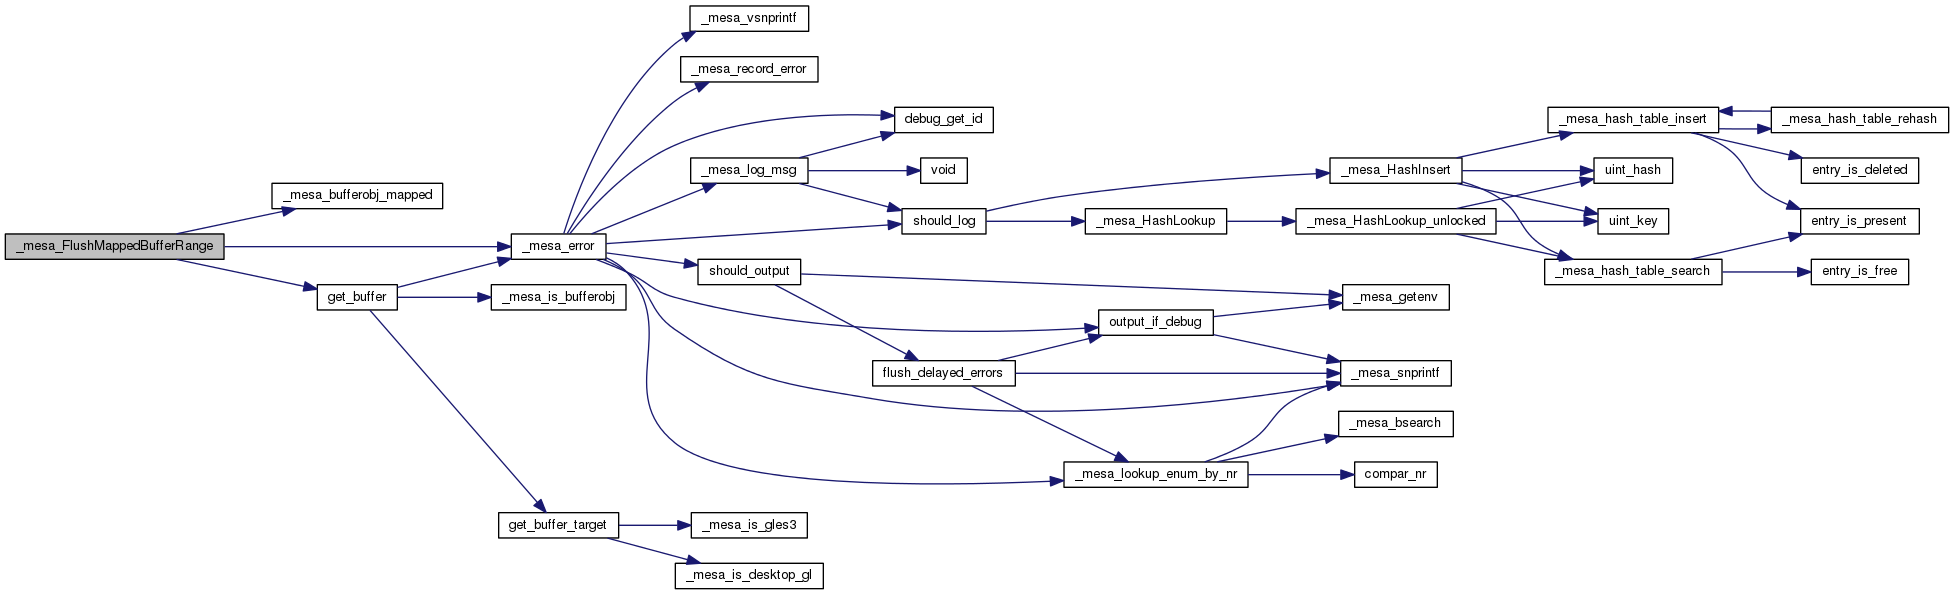 _mesa_vsnprintf
_mesa_record_error
debug_get_id
_mesa_hash_table_insert
_mesa_hash_table_rehash
_mesa_log_msg
void
_mesa_HashInsert
uint_hash
entry_is_deleted
_mesa_bufferobj_mapped
should_log
_mesa_HashLookup
_mesa_HashLookup_unlocked
uint_key
entry_is_present
_mesa_FlushMappedBufferRange
_mesa_error
should_output
_mesa_hash_table_search
entry_is_free
get_buffer
_mesa_is_bufferobj
_mesa_getenv
output_if_debug
flush_delayed_errors
_mesa_snprintf
_mesa_bsearch
_mesa_lookup_enum_by_nr
compar_nr
get_buffer_target
_mesa_is_gles3
_mesa_is_desktop_gl